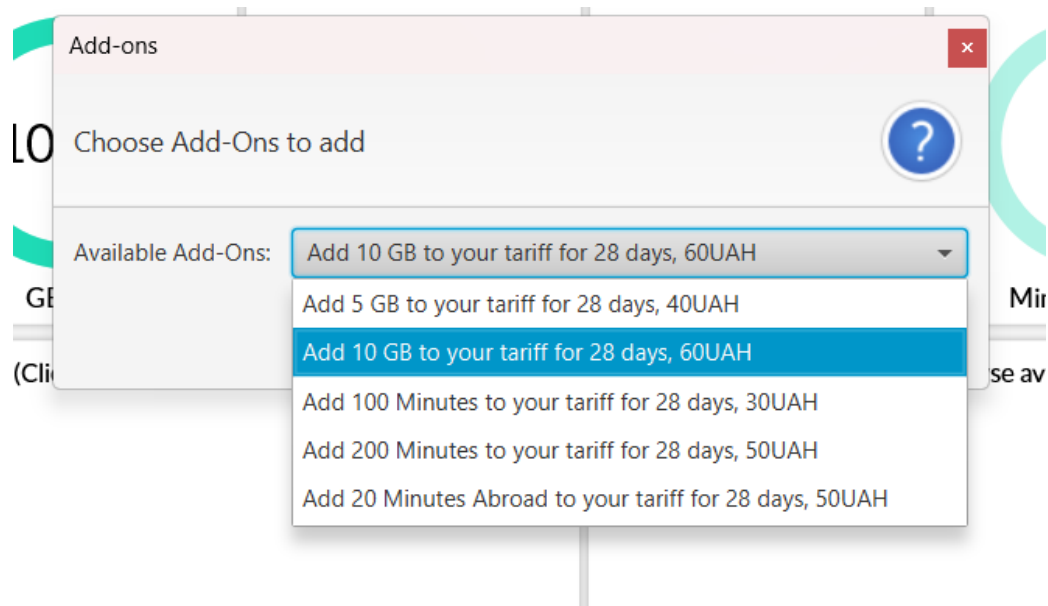 Add-ons
×
Choose Add-Ons to add
?
10
Available Add-Ons:
Add 10 GB to your tariff for 28 days, 60UAH
Add 5 GB to your tariff for 28 days, 40UAH
Add 10 GB to your tariff for 28 days, 60UAH
Add 100 Minutes to your tariff for 28 days, 30UAH
Add 200 Minutes to your tariff for 28 days, 50UAH
Add 20 Minutes Abroad to your tariff for 28 days, 50UAH